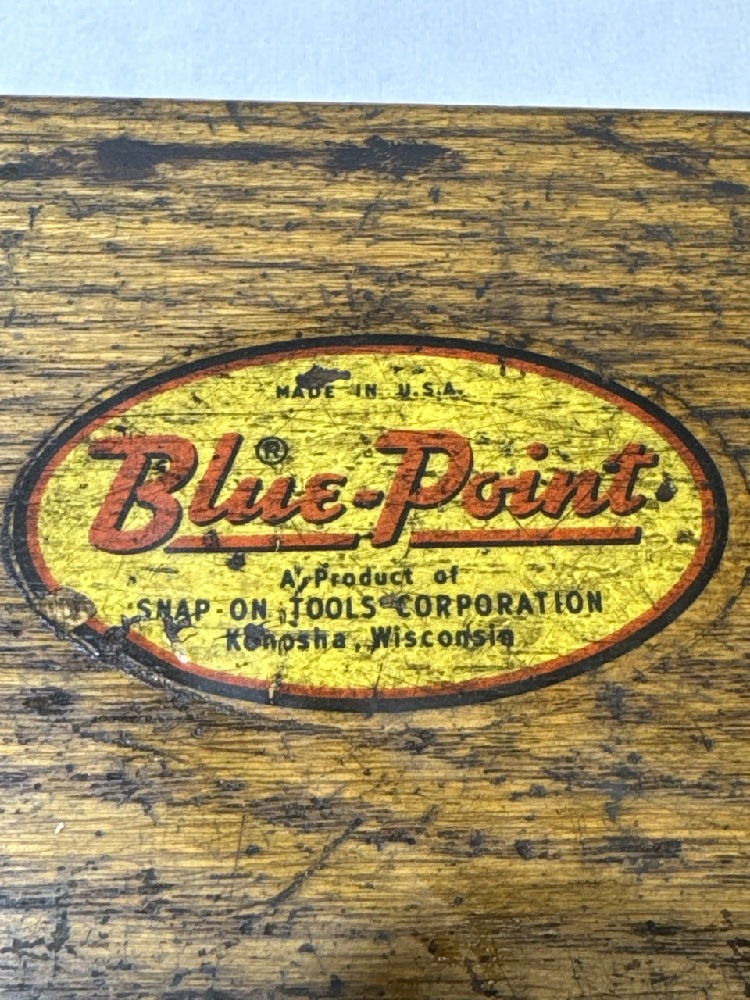 MADE IN U.S.A.
Blue-Point®
A Product of
SNAP-ON TOOLS CORPORATION
Kenosha, Wisconsin